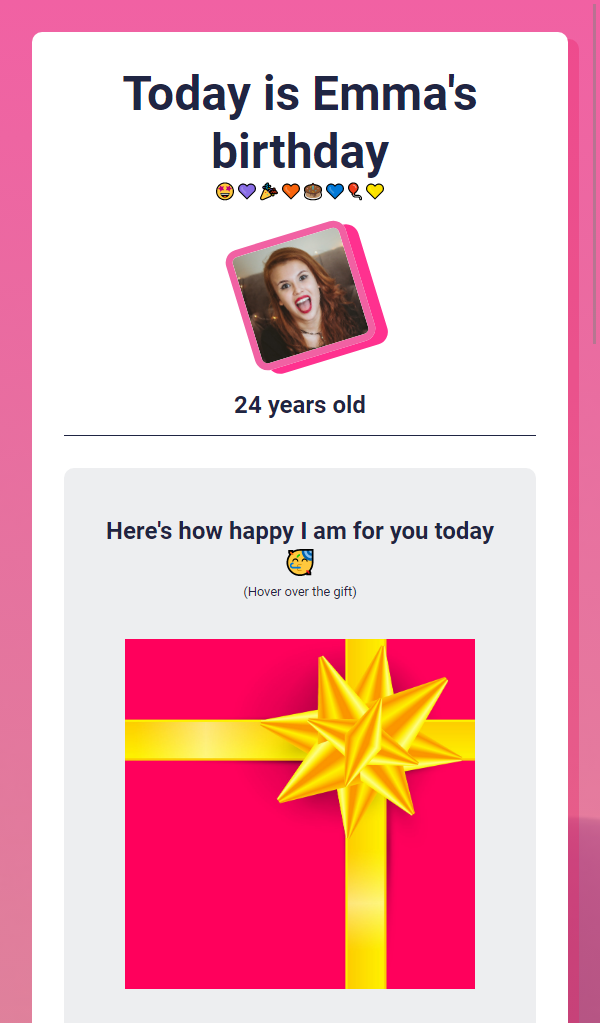 Today is Emma's
birthday
🤩💜🎉🧡🎂💙🎈💛
24 years old
Here's how happy I am for you today
🥳
(Hover over the gift)